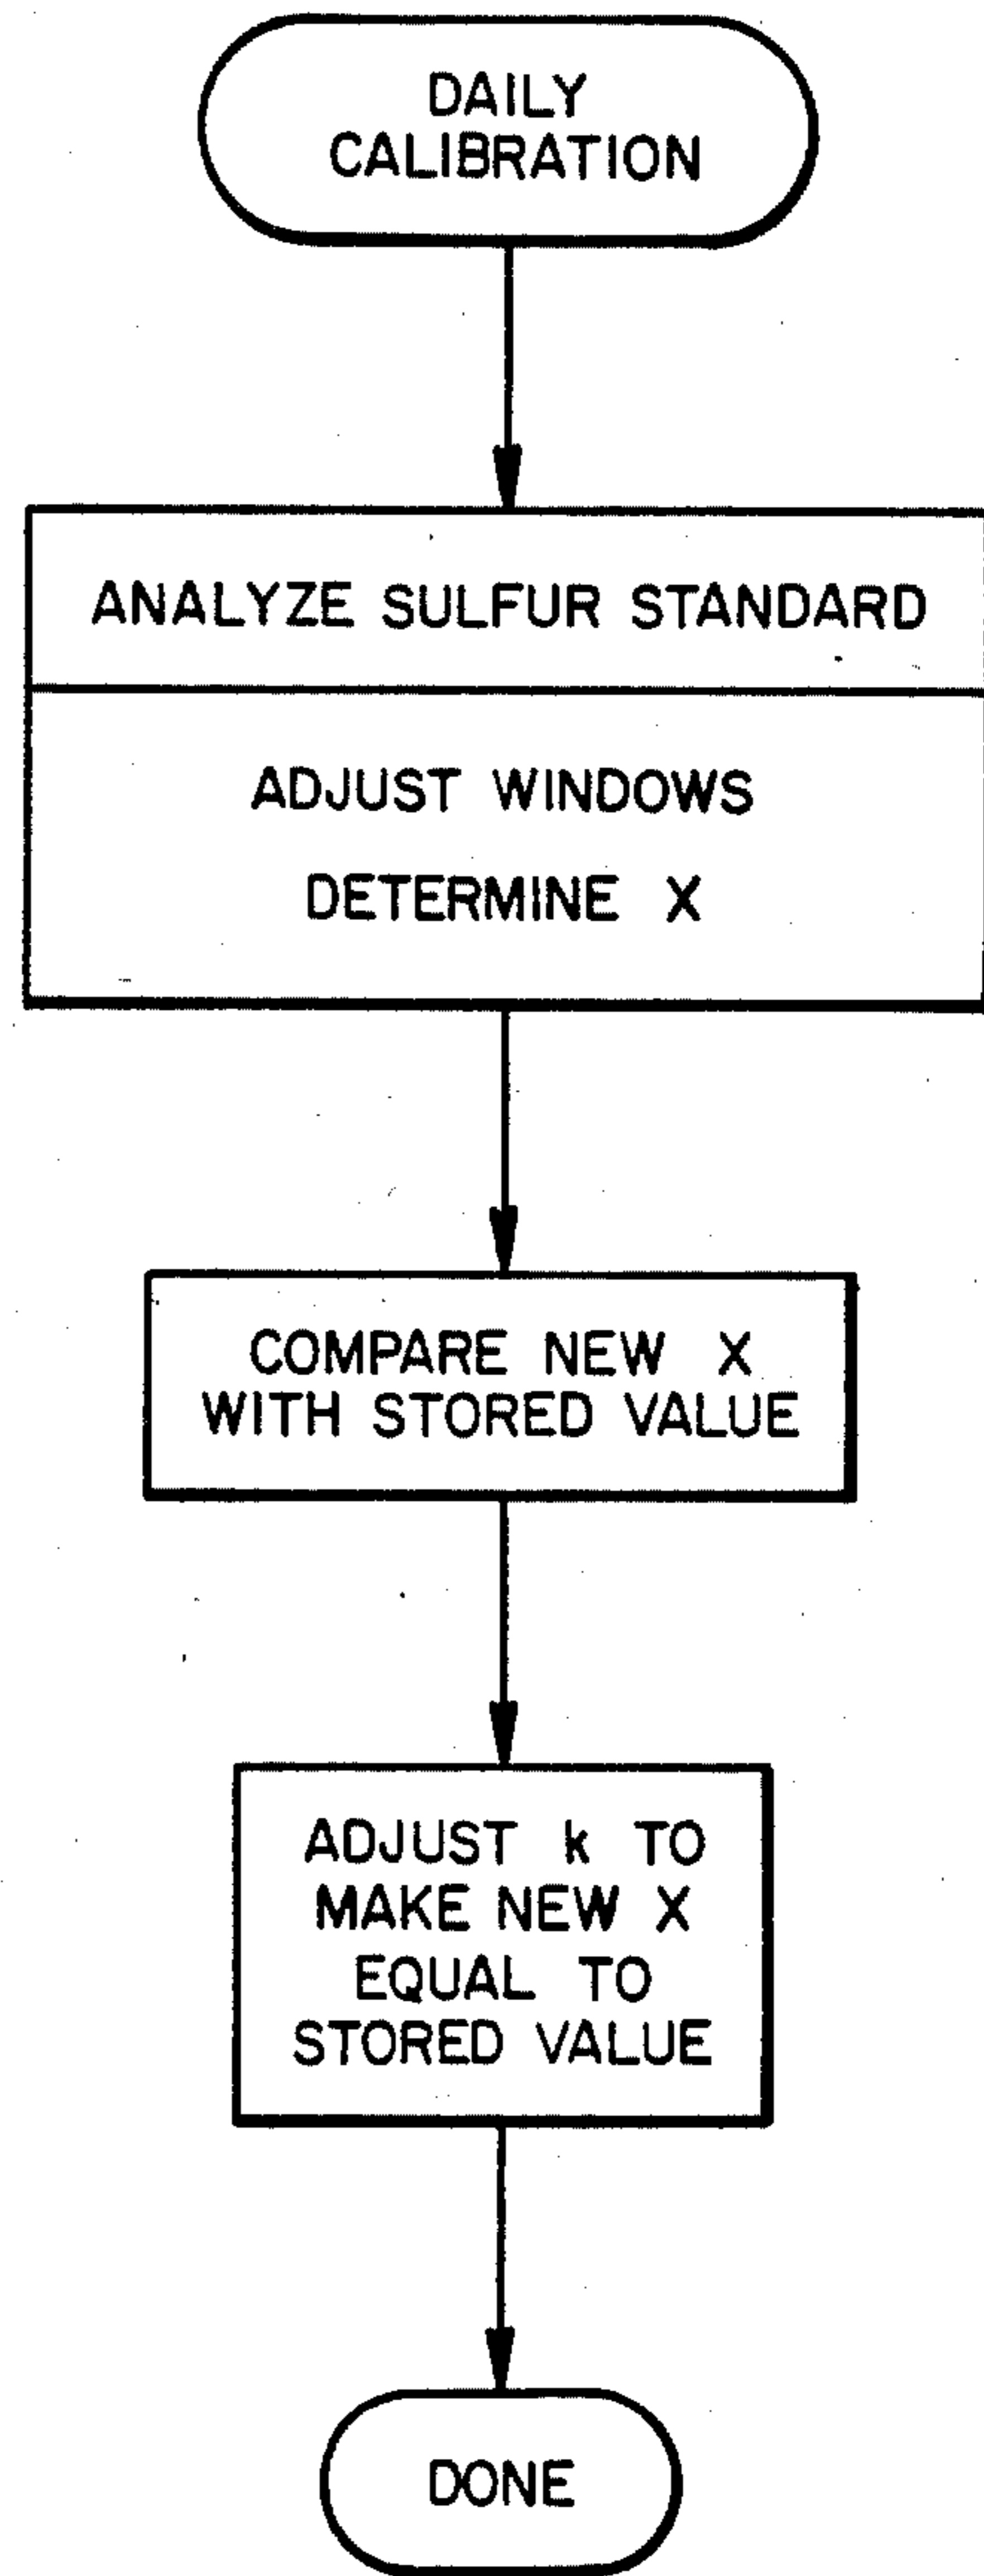 DAILY
CALIBRATION
ANALYZE SULFUR STANDARD
ADJUST WINDOWS
DETERMINE X
COMPARE NEW X
WITH STORED VALUE
ADJUST k TO
MAKE NEW X
EQUAL TO
STORED VALUE
DONE